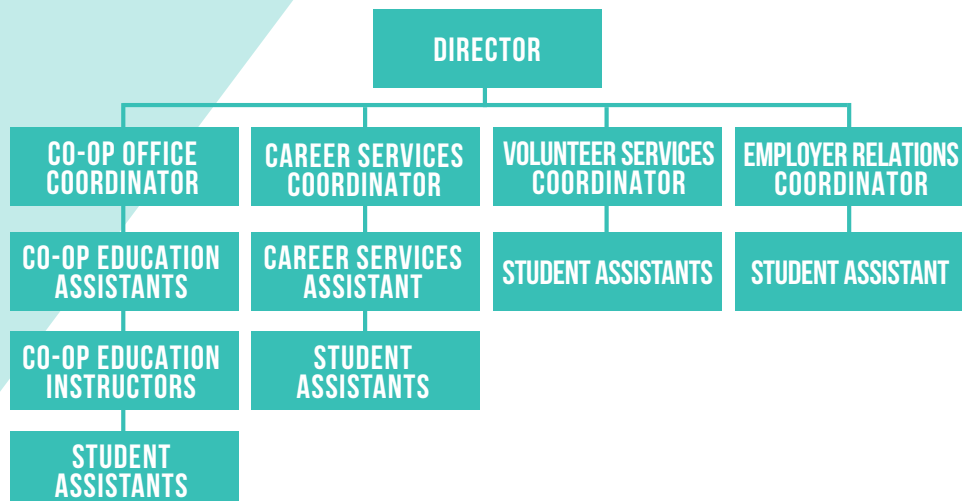 DIRECTOR
CO-OP OFFICE
COORDINATOR
CAREER SERVICES
COORDINATOR
VOLUNTEER SERVICES
COORDINATOR
EMPLOYER RELATIONS
COORDINATOR
CO-OP EDUCATION
ASSISTANTS
CAREER SERVICES
ASSISTANT
STUDENT ASSISTANTS
STUDENT ASSISTANT
CO-OP EDUCATION
INSTRUCTORS
STUDENT
ASSISTANTS
STUDENT
ASSISTANTS